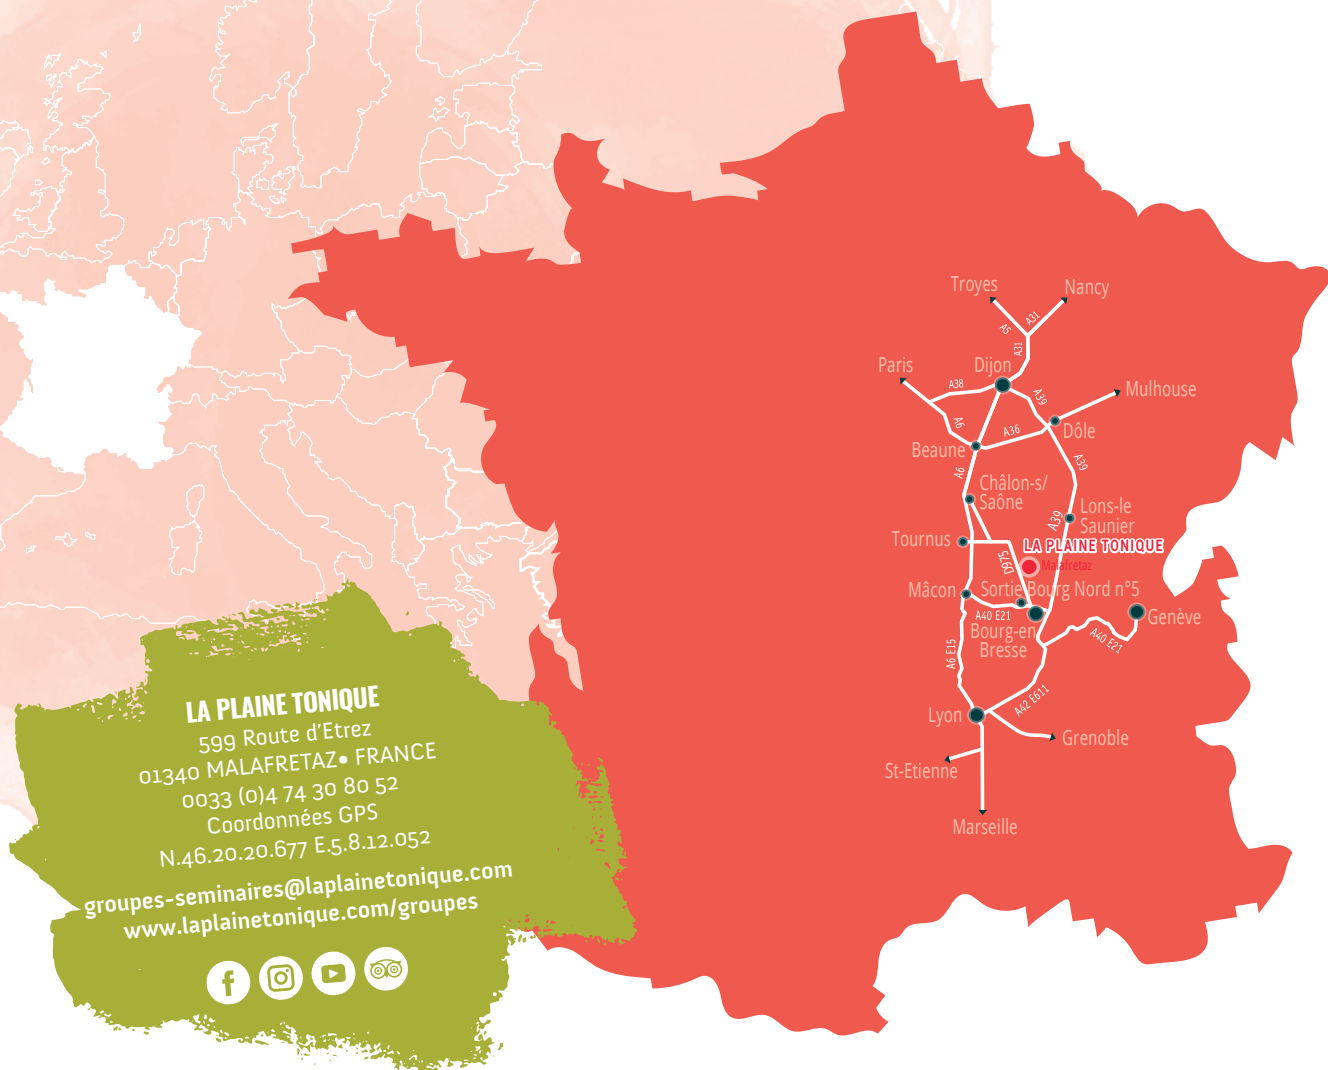 Troyes
Nancy
A5
A31
A31
Paris
Dijon
A38
A39
Mulhouse
A6
A36
Dôle
Beaune
A6
A39
Châlon-s/
Saône
Lons-le
Saunier
A39
Tournus
LA PLAINE TONIQUE
D975
Malafretaz
Mâcon
Sortie Bourg Nord n°5
A40 E21
Genève
Bourg-en
Bresse
A40 E21
A6 E15
A42 E611
Lyon
Grenoble
St-Etienne
Marseille
LA PLAINE TONIQUE
599 Route d'Etrez
01340 MALAFRETAZ• FRANCE
0033 (0)4 74 30 80 52
Coordonnées GPS
N.46.20.20.677 E.5.8.12.052
groupes-seminaires@laplainetonique.com
www.laplainetonique.com/groupes